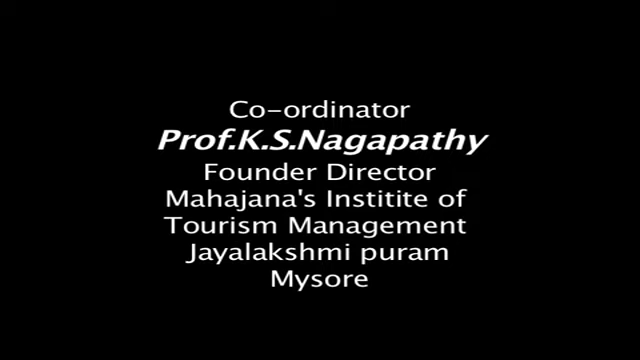 Co-ordinator
Prof.K.S.Nagapathy
Founder Director
Mahajana's Institite of
Tourism Management
Jayalakshmi puram
Mysore